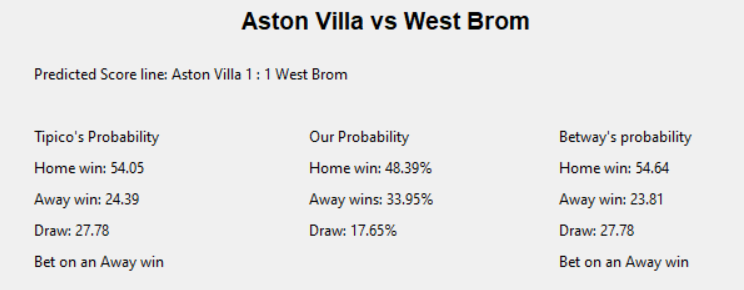 Aston Villa vs West Brom
Predicted Score line: Aston Villa 1 : 1 West Brom
Tipico's Probability
Home win: 54.05
Away win: 24.39
Draw: 27.78
Bet on an Away win
Our Probability
Home win: 48.39%
Away wins: 33.95%
Draw: 17.65%
Betway's probability
Home win: 54.64
Away win: 23.81
Draw: 27.78
Bet on an Away win